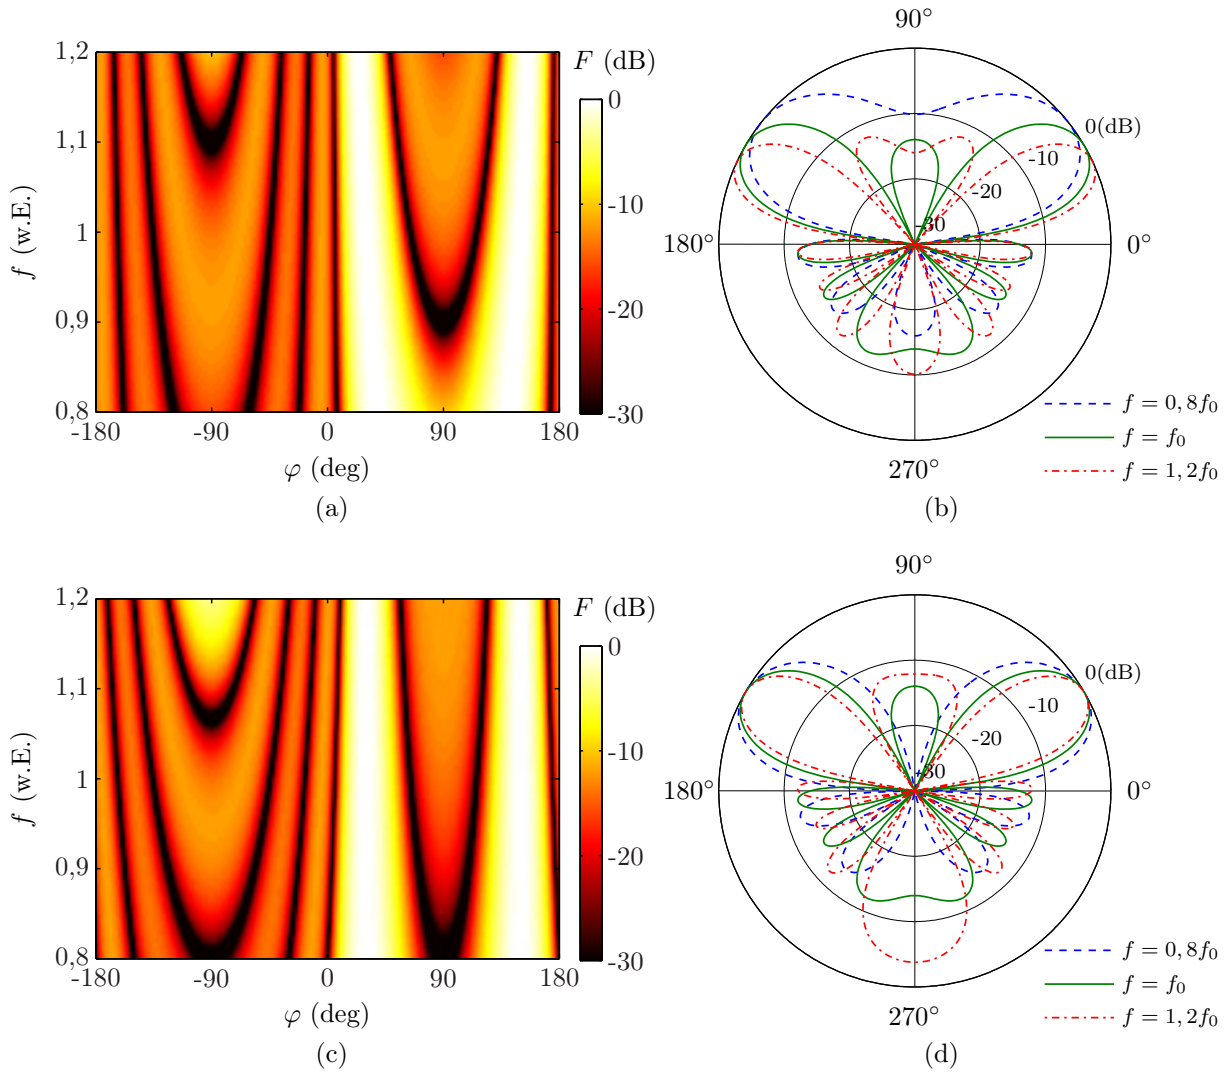 1,2
1,1
1
0,9
0,8
f (w.E.)
-180
-90
0
90
180
φ (deg)
F (dB)
0
-10
-20
-30
(a)
90°
180°
0°
270°
0(dB)
-10
-20
-30
f = 0, 8f₀
f = f₀
f = 1, 2f₀
(b)
1,2
1,1
1
0,9
0,8
f (w.E.)
-180
-90
0
90
180
φ (deg)
F (dB)
0
-10
-20
-30
(c)
90°
180°
0°
270°
0(dB)
-10
-20
-30
f = 0, 8f₀
f = f₀
f = 1, 2f₀
(d)